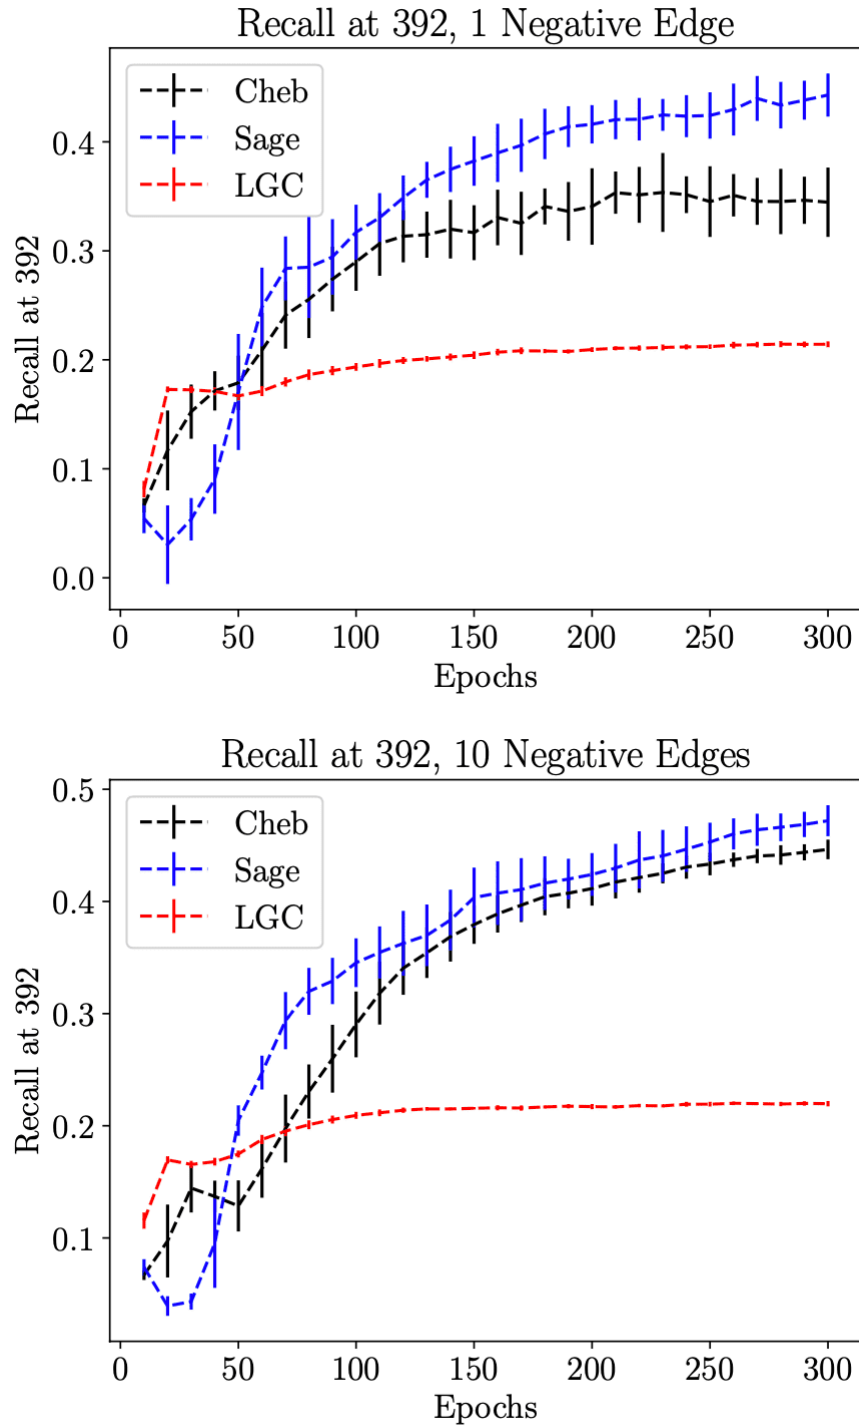 Recall at 392, 1 Negative Edge
Cheb
Sage
LGC
Recall at 392
0.4
0.3
0.2
0.1
0.0
0 50 100 150 200 250 300
Epochs
Recall at 392, 10 Negative Edges
Cheb
Sage
LGC
Recall at 392
0.5
0.4
0.3
0.2
0.1
0 50 100 150 200 250 300
Epochs